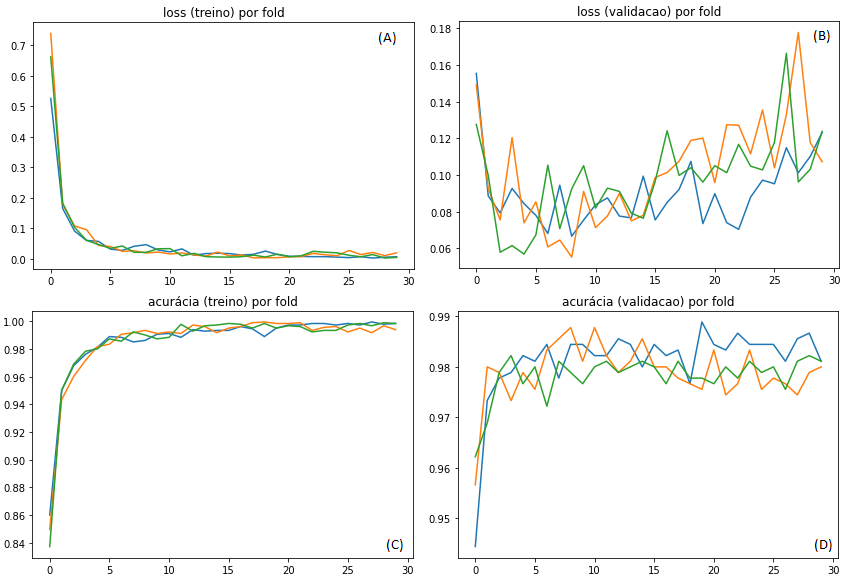 loss (treino) por fold
(A)
0.7
0.6
0.5
0.4
0.3
0.2
0.1
0.0
0 5 10 15 20 25 30
loss (validacao) por fold
(B)
0.18
0.16
0.14
0.12
0.10
0.08
0.06
0 5 10 15 20 25 30
acurácia (treino) por fold
1.00
0.98
0.96
0.94
0.92
0.90
0.88
0.86
0.84
(C)
0 5 10 15 20 25 30
acurácia (validacao) por fold
0.99
0.98
0.97
0.96
0.95
(D)
0 5 10 15 20 25 30